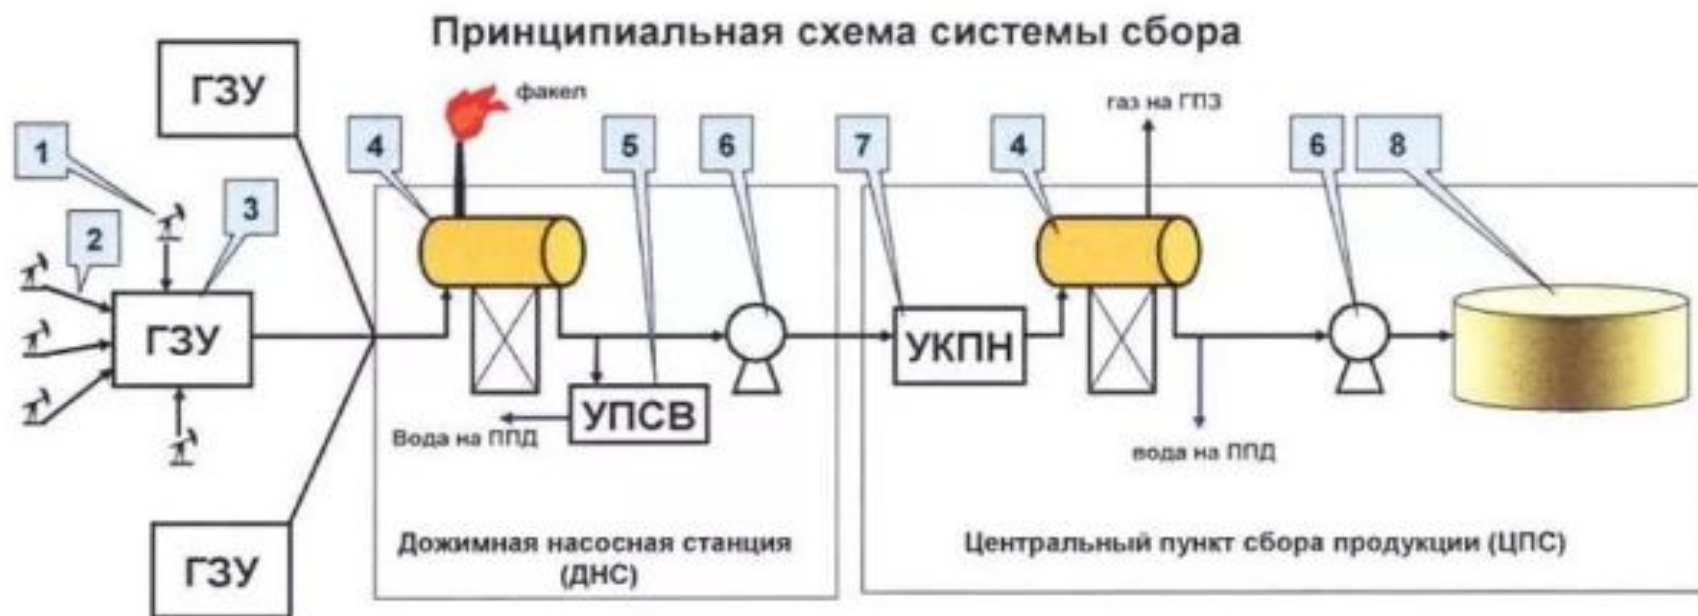 Принципиальная схема системы сбора
ГЗУ
факел
газ на ГПЗ
1
4
5
6
7
4
6
8
2
3
ГЗУ
УКПН
УПСВ
Вода на ППД
вода на ППД
Дожимная насосная станция
(ДНС)
Центральный пункт сбора продукции (ЦПС)
ГЗУ